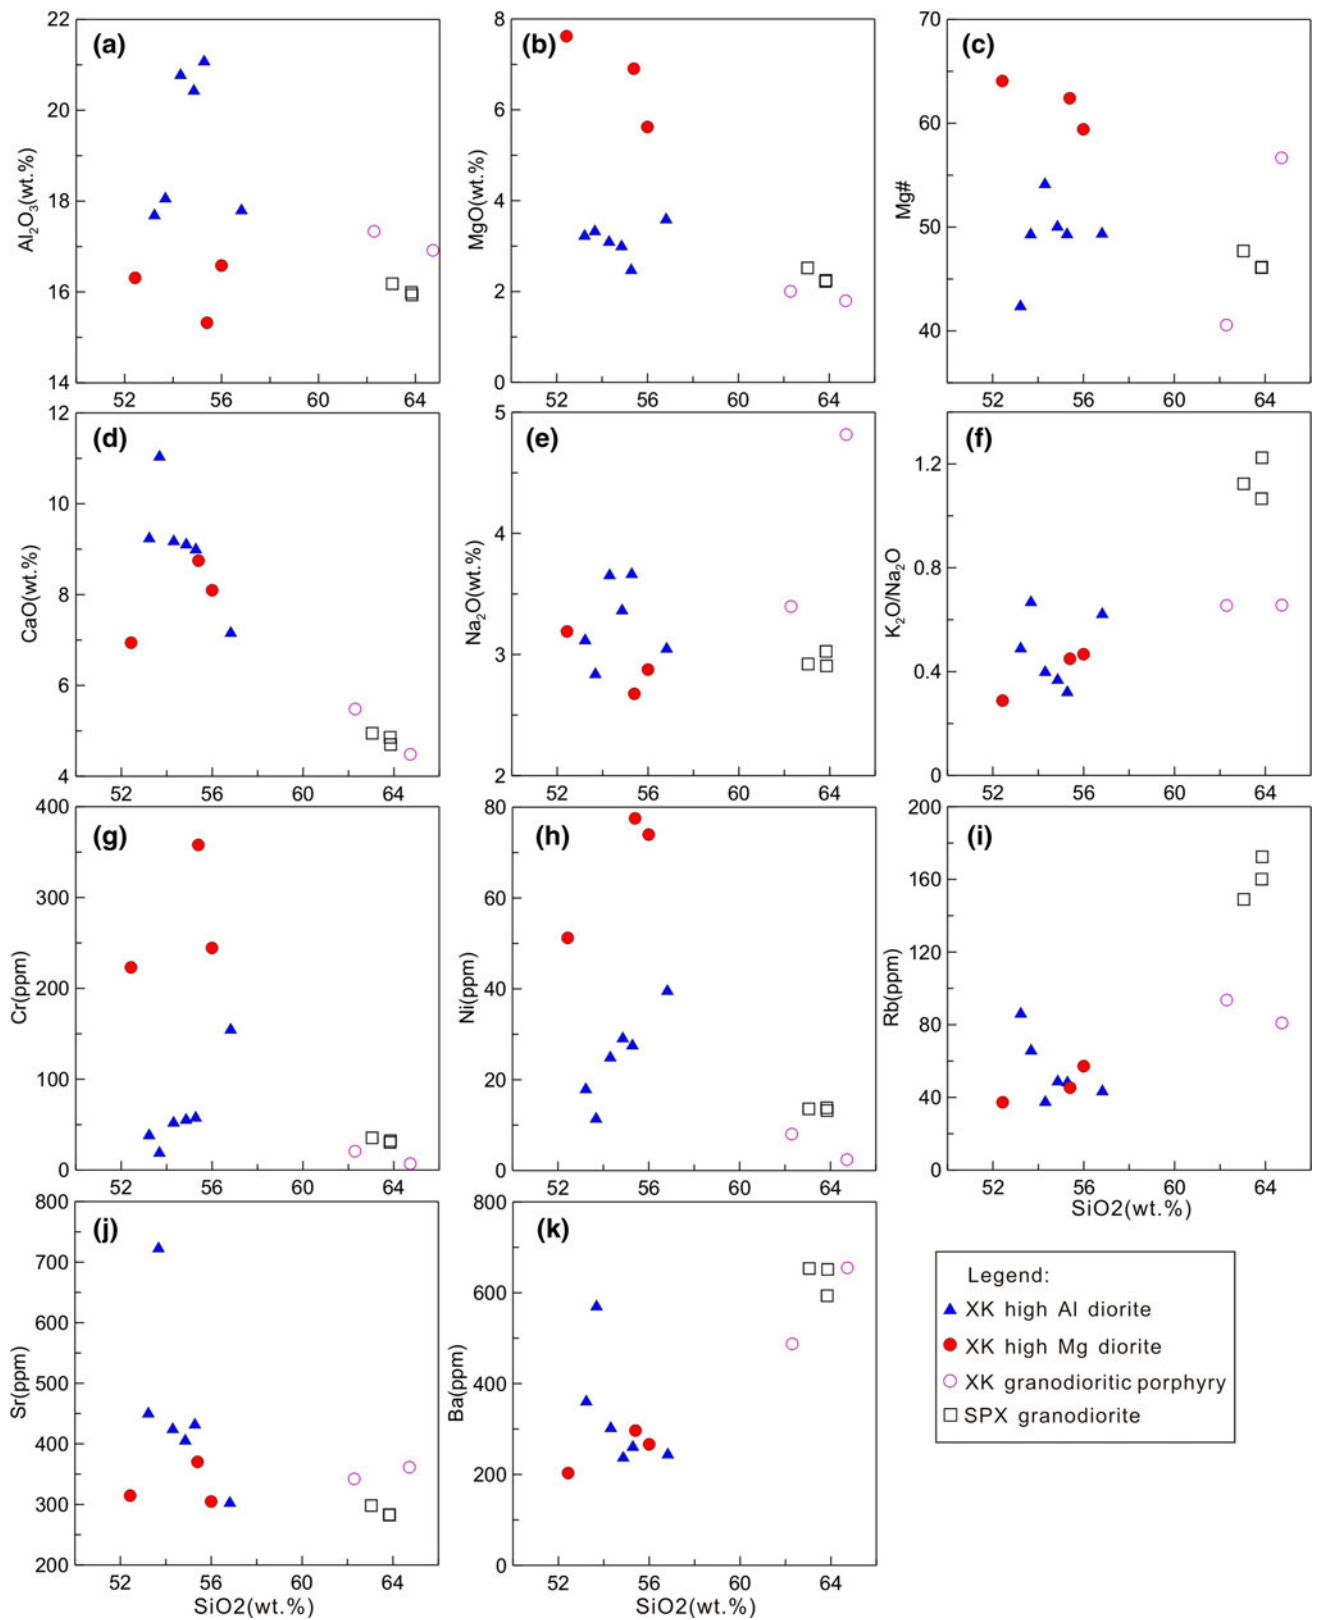 22
(a)
20
18
16
14
Al₂O₃(wt.%)
52 56 60 64
8
(b)
6
4
2
0
MgO(wt.%)
52 56 60 64
70
(c)
60
50
40
Mg#
52 56 60 64
12
(d)
10
8
6
4
CaO(wt.%)
52 56 60 64
5
(e)
4
3
2
Na₂O(wt.%)
52 56 60 64
(f)
1.2
0.8
0.4
0
K₂O/Na₂O
52 56 60 64
400
(g)
300
200
100
0
Cr(ppm)
52 56 60 64
80
(h)
60
40
20
0
Ni(ppm)
52 56 60 64
200
(i)
160
120
80
40
0
Rb(ppm)
52 56 60 64
SiO2(wt.%)
800
(j)
700
600
450
400
300
200
Sr(ppm)
52 56 60 64
SiO2(wt.%)
800
(k)
600
400
200
0
Ba(ppm)
52 56 60 64
SiO2(wt.%)
Legend:
XK high Al diorite
XK high Mg diorite
XK granodioritic porphyry
SPX granodiorite